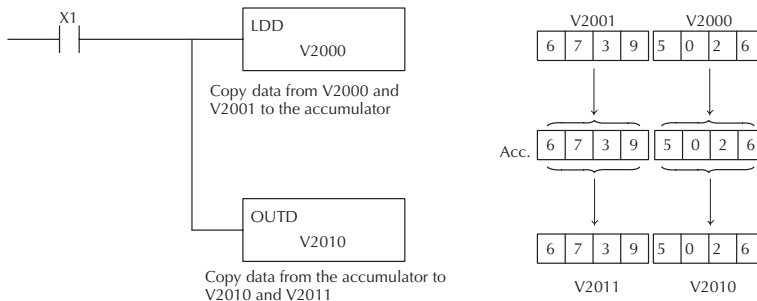 X1
LDD
V2000
Copy data from V2000 and
V2001 to the accumulator
OUTD
V2010
Copy data from the accumulator to
V2010 and V2011
V2001 V2000
6 7 3 9 5 0 2 6
Acc. 6 7 3 9 5 0 2 6
6 7 3 9 5 0 2 6
V2011 V2010